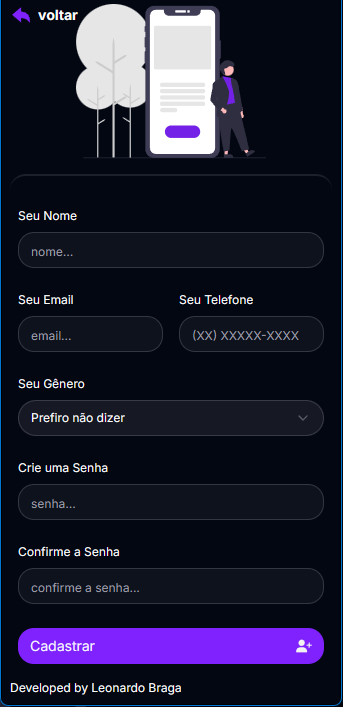 voltar
Seu Nome
nome...
Seu Email Seu Telefone
email... (XX) XXXXX-XXXX
Seu Gênero
Prefiro não dizer
Crie uma Senha
senha...
Confirme a Senha
confirme a senha...
Cadastrar
Developed by Leonardo Braga